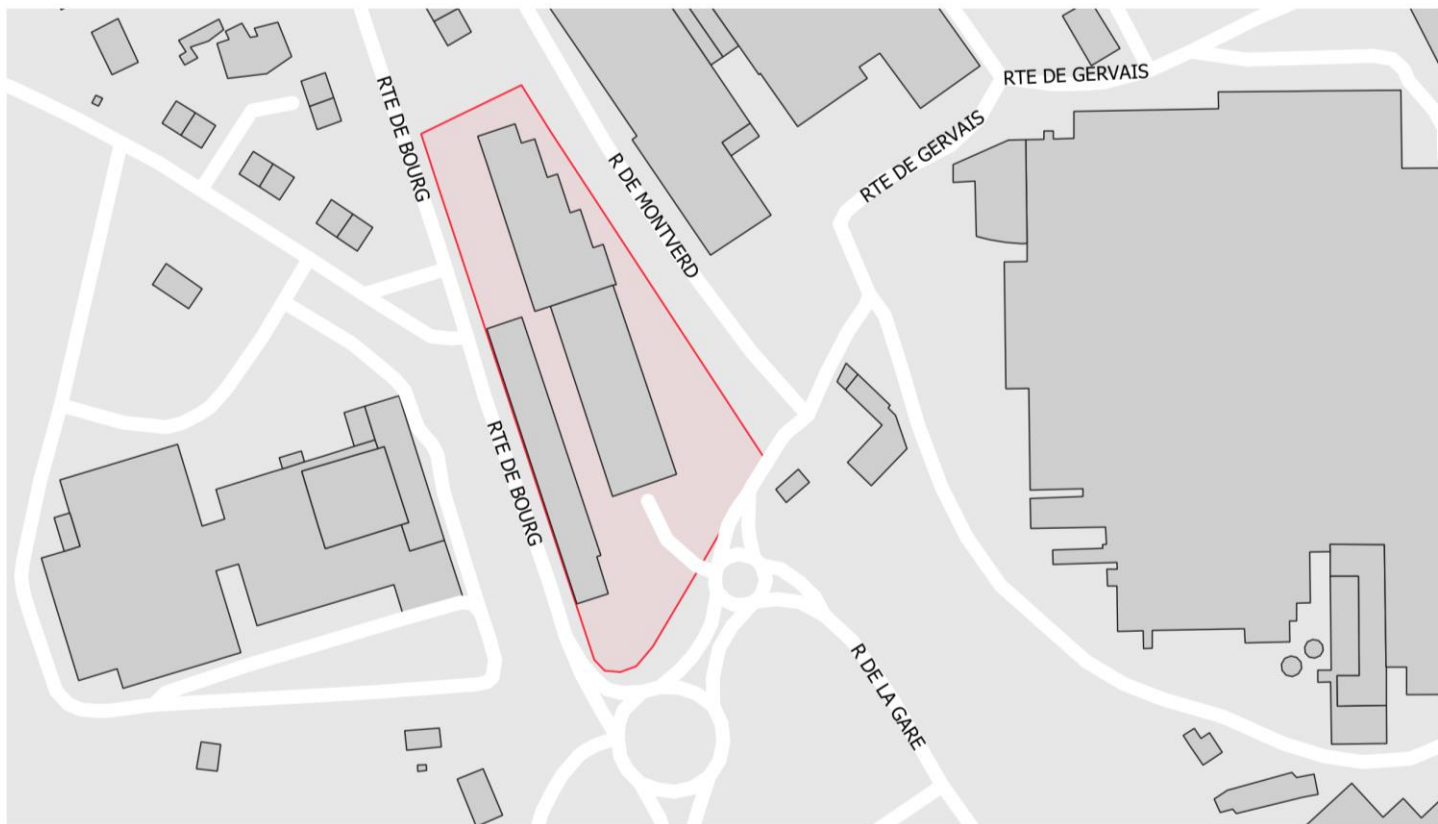 RTE DE GERVAIS
RTE DE BOURG
RTE DE GERVAIS
R DE MONTVERD
RTE DE BOURG
R DE LA GARE